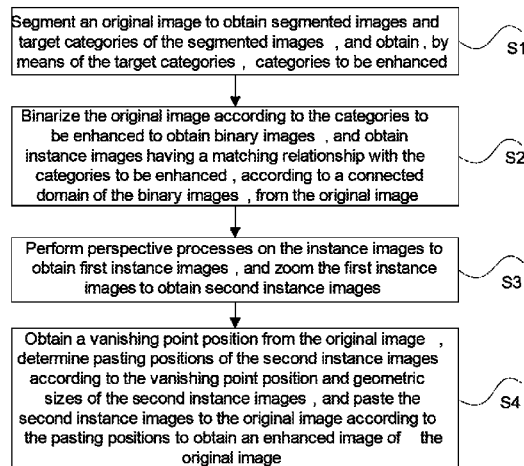 Segment an original image to obtain segmented images and
target categories of the segmented images , and obtain , by
means of the target categories , categories to be enhanced
S1
Binarize the original image according to the categories to
be enhanced to obtain binary images , and obtain
instance images having a matching relationship with the
categories to be enhanced , according to a connected
domain of the binary images , from the original image
S2
Perform perspective processes on the instance images to
obtain first instance images , and zoom the first instance
images to obtain second instance images
S3
Obtain a vanishing point position from the original image ,
determine pasting positions of the second instance images
according to the vanishing point position and geometric
sizes of the second instance images , and paste the
second instance images to the original image according to
the pasting positions to obtain an enhanced image of the
original image
S4